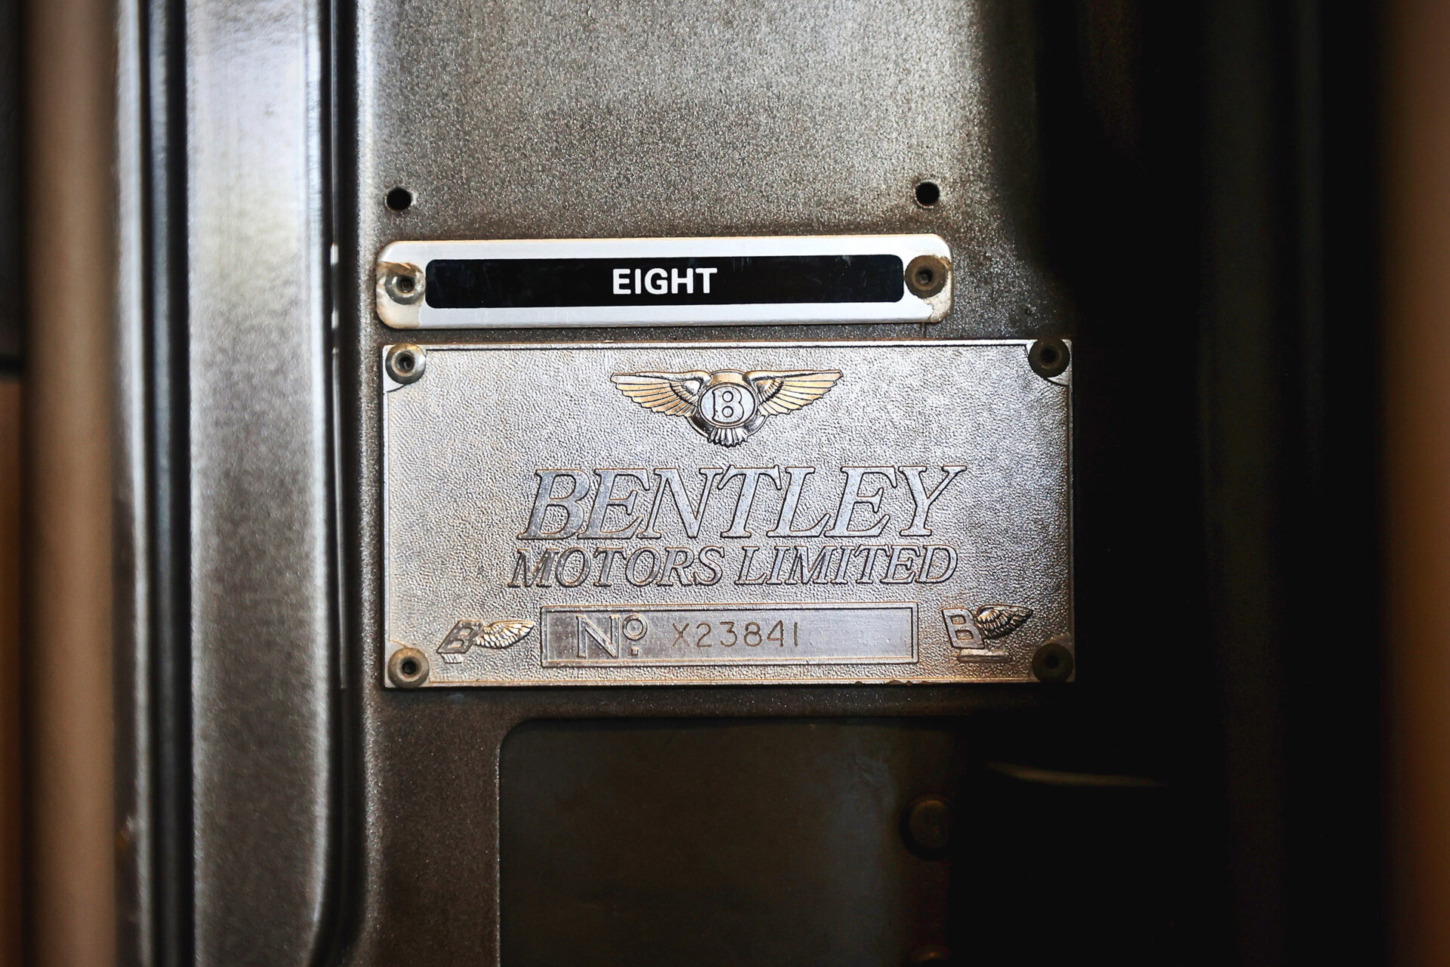 EIGHT
B
BENTLEY
MOTORS LIMITED
B Nº X23841 B